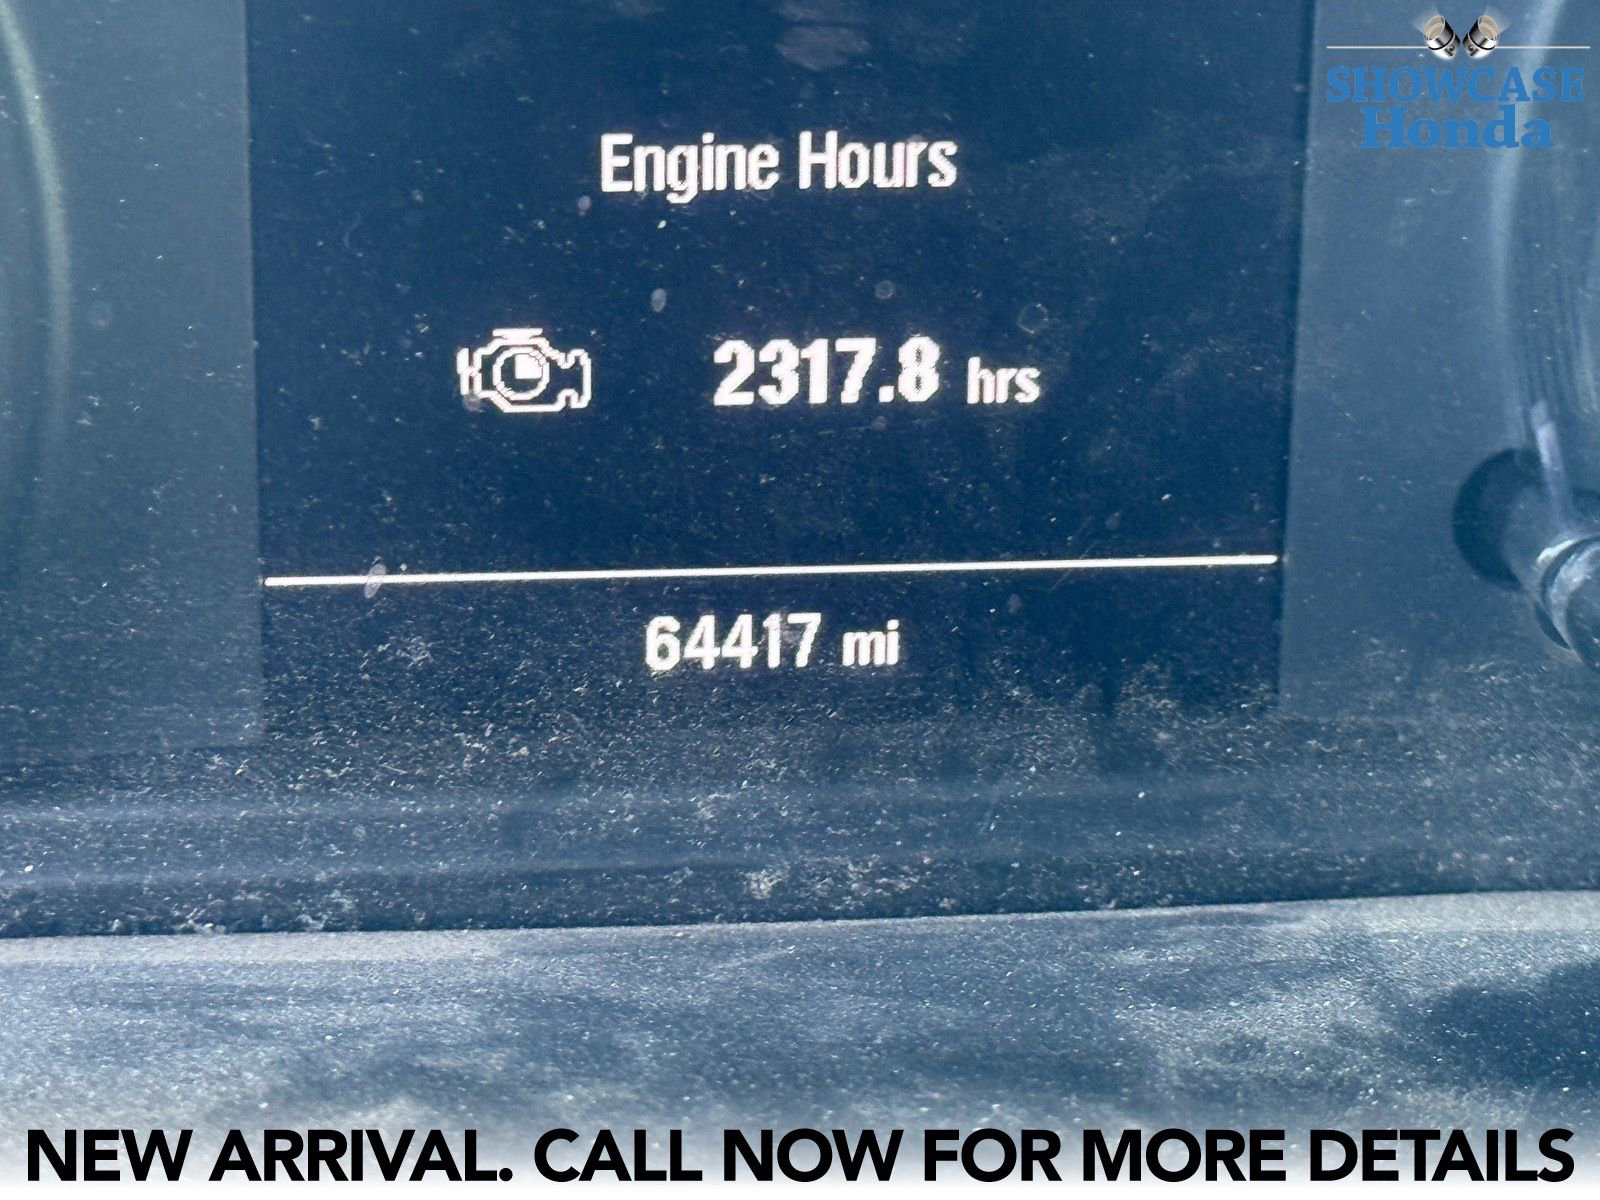 SHOWCASE
Honda
Engine Hours
2317.8 hrs
64417 mi
NEW ARRIVAL. CALL NOW FOR MORE DETAILS